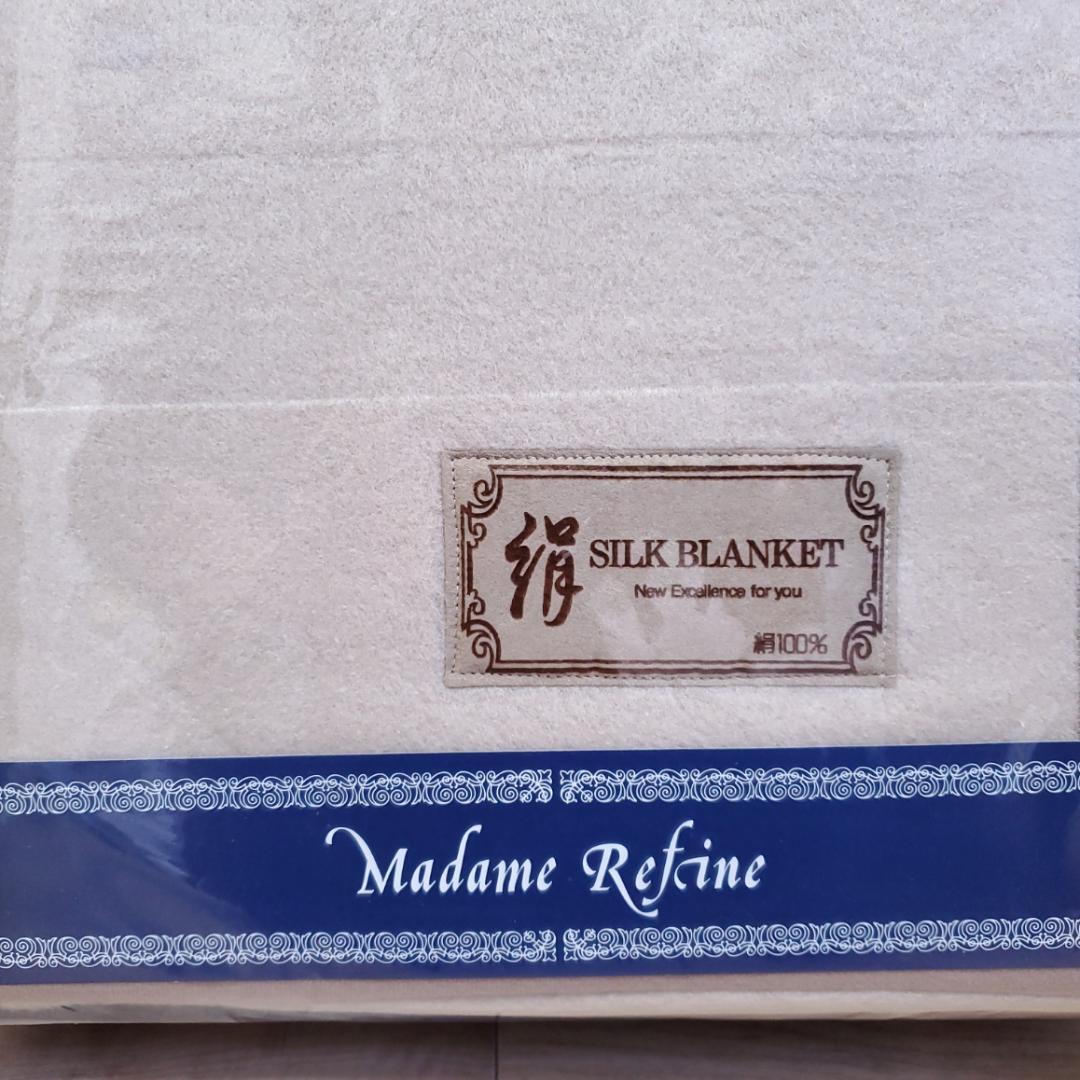 絹 SILK BLANKET
New Excellence for you
絹100%
Madame Refine